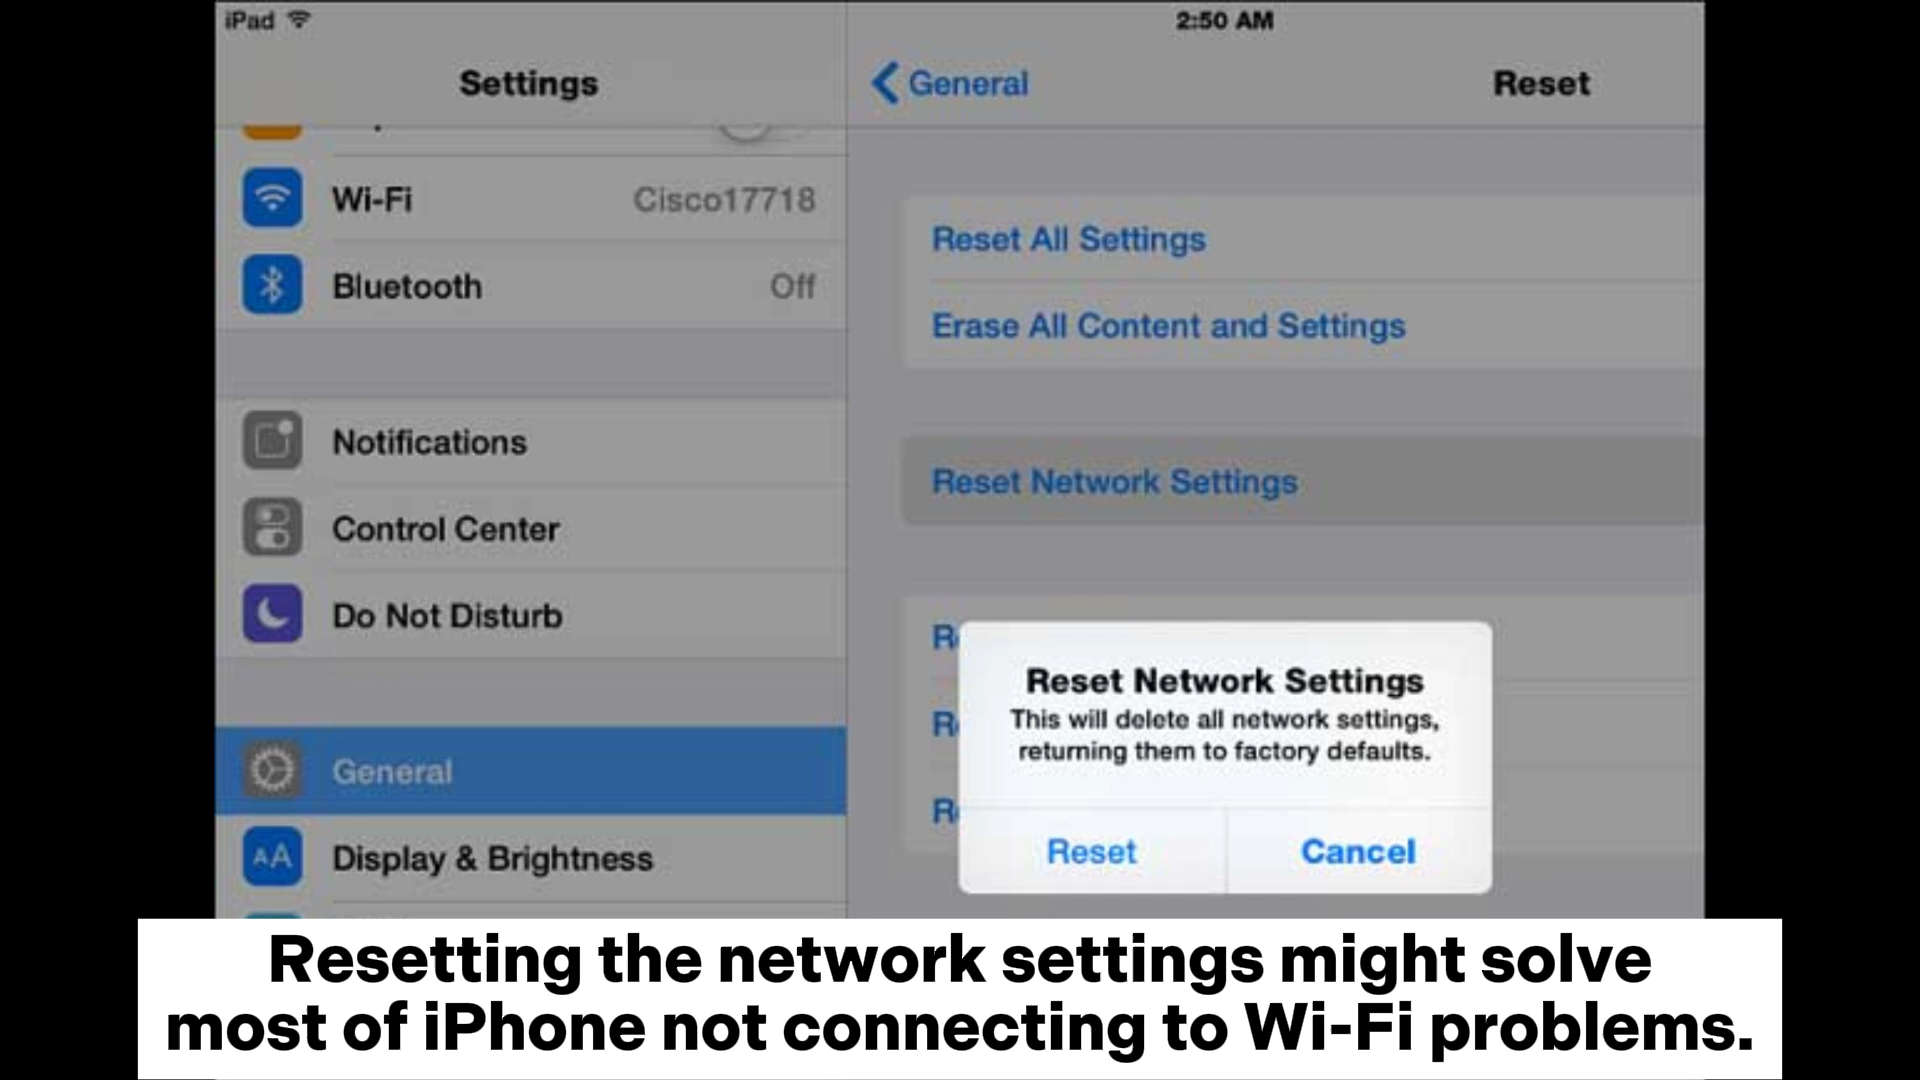 iPad
2:50 AM
Settings
General
Reset
Wi-Fi
Cisco17718
Bluetooth
Off
Notifications
Control Center
Do Not Disturb
General
Display & Brightness
Reset All Settings
Erase All Content and Settings
Reset Network Settings
Reset Network Settings
This will delete all network settings,
returning them to factory defaults.
Reset
Cancel
Resetting the network settings might solve
most of iPhone not connecting to Wi-Fi problems.